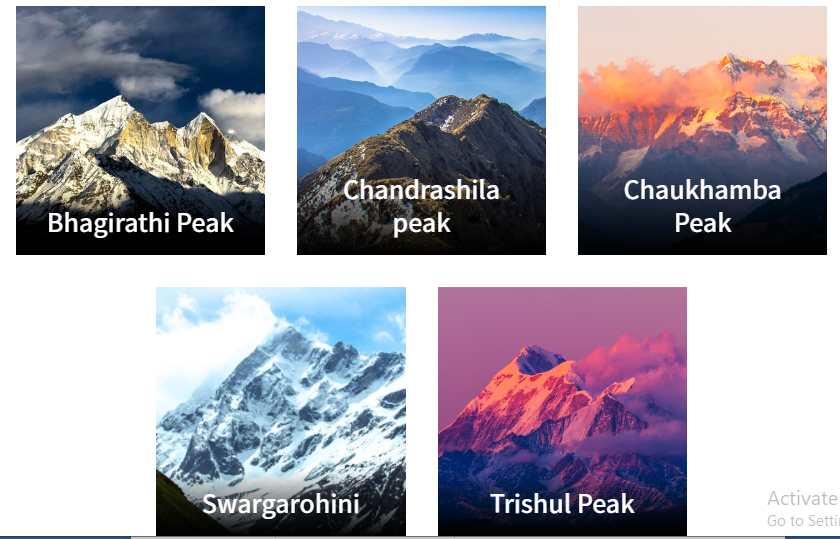 Bhagirathi Peak
Chandrashila
peak
Chaukhamba
Peak
Swargarohini
Trishul Peak
Activate
Go to Setti